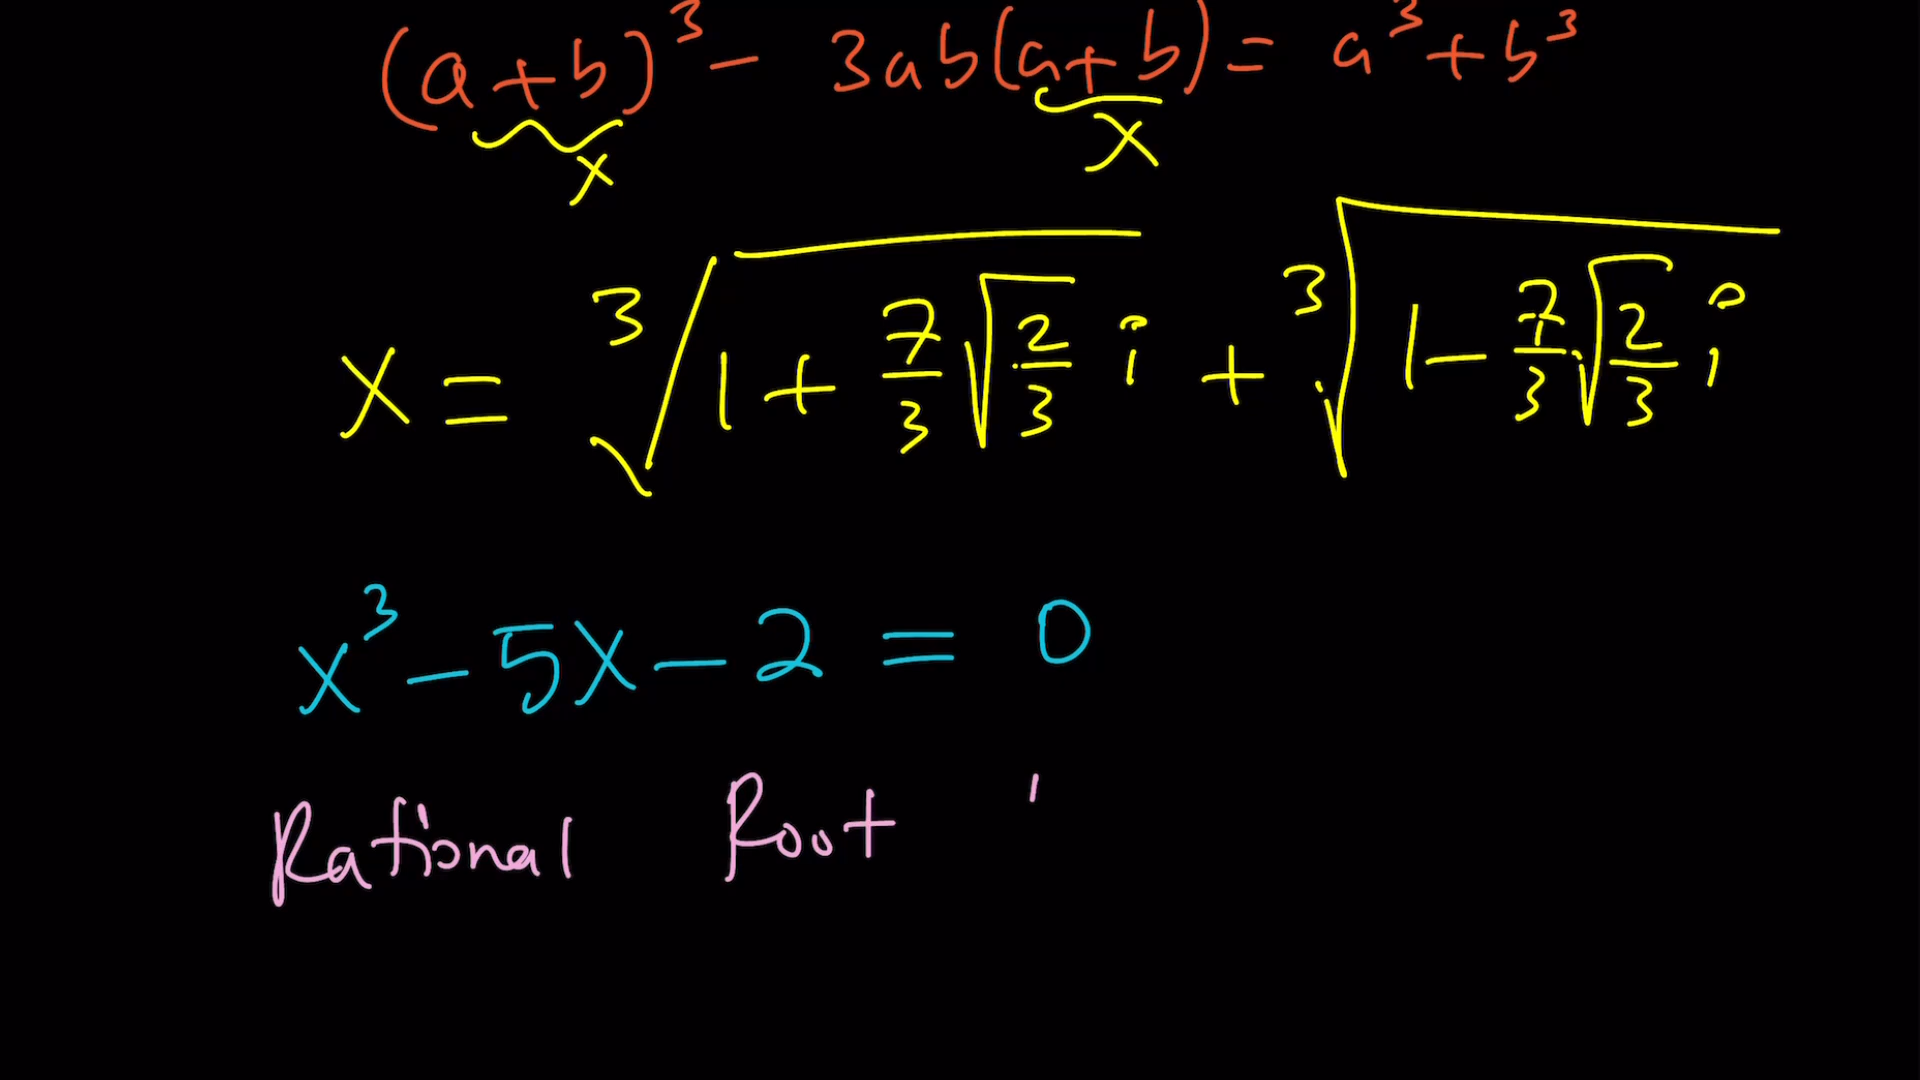 (a+b)³ - 3ab(a+b) = a³+b³
x x
x = ∛(1 + 7/3 √(2/3) i) + ∛(1 - 7/3 √(2/3) i)
x³ - 5x - 2 = 0
Rational Root